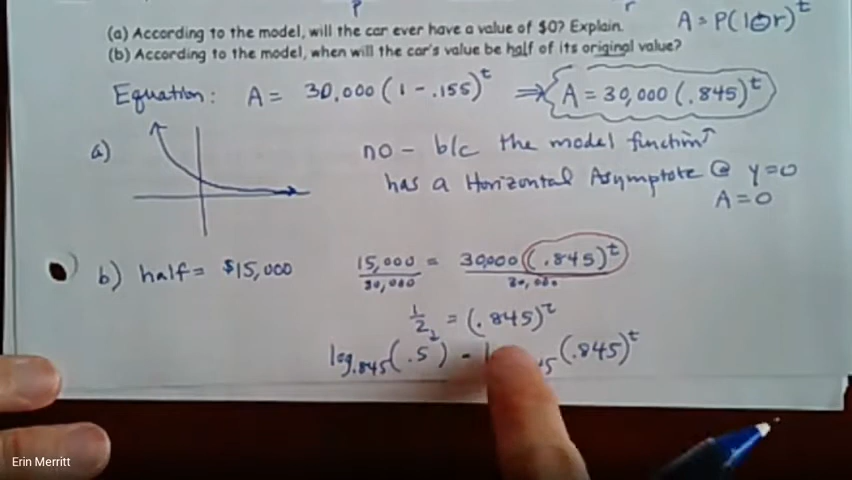 P r
A = P(1-r)^t
(a) According to the model, will the car ever have a value of $0? Explain.
(b) According to the model, when will the car's value be half of its original value?
Equation: A = 30,000 (1 - .155)^t ⇒ A = 30,000 (.845)^t
a) no - b/c the model function
has a Horizontal Asymptote @ y=0
A=0
b) half = $15,000
15,000 = 30,000 (.845)^t
30,000 30,000
1/2 = (.845)^t
log.845 (.5) = (.845)^t
Erin Merritt